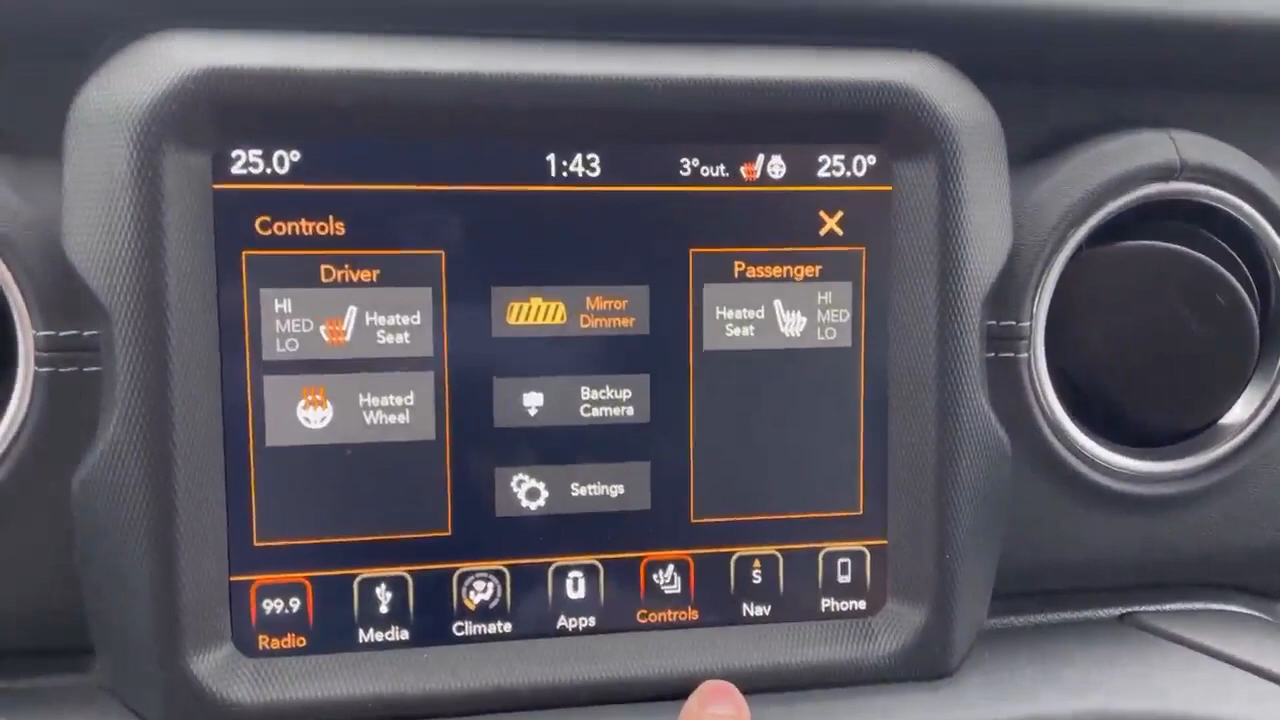 25.0°
1:43
3°out.
25.0°
Controls
X
Driver
HI
MED
LO
Heated
Seat
Heated
Wheel
Mirror
Dimmer
Backup
Camera
Settings
Passenger
Heated
Seat
HI
MED
LO
99.9
Radio
Media
Climate
Apps
Controls
S
Nav
Phone